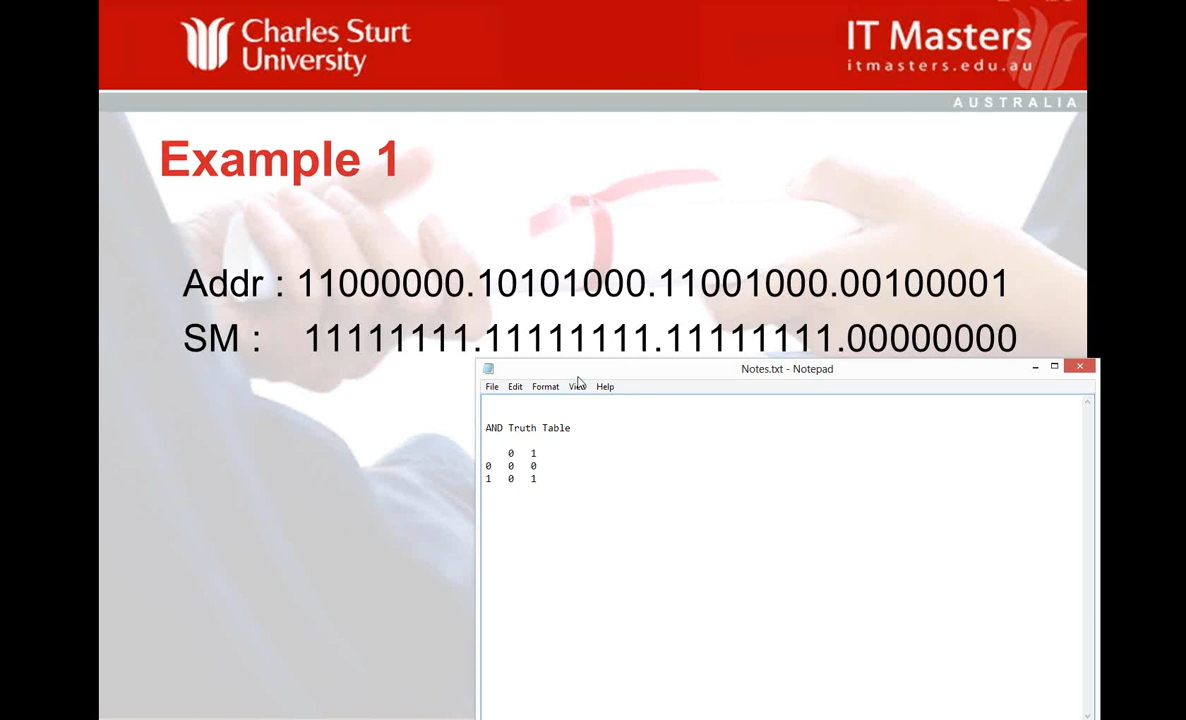 Charles Sturt
University
IT Masters
itmasters.edu.au
AUSTRALIA
Example 1
Addr : 11000000.10101000.11001000.00100001
SM : 11111111.11111111.11111111.00000000
Notes.txt - Notepad
File Edit Format View Help
AND Truth Table
0 1
0 0 0
1 0 1